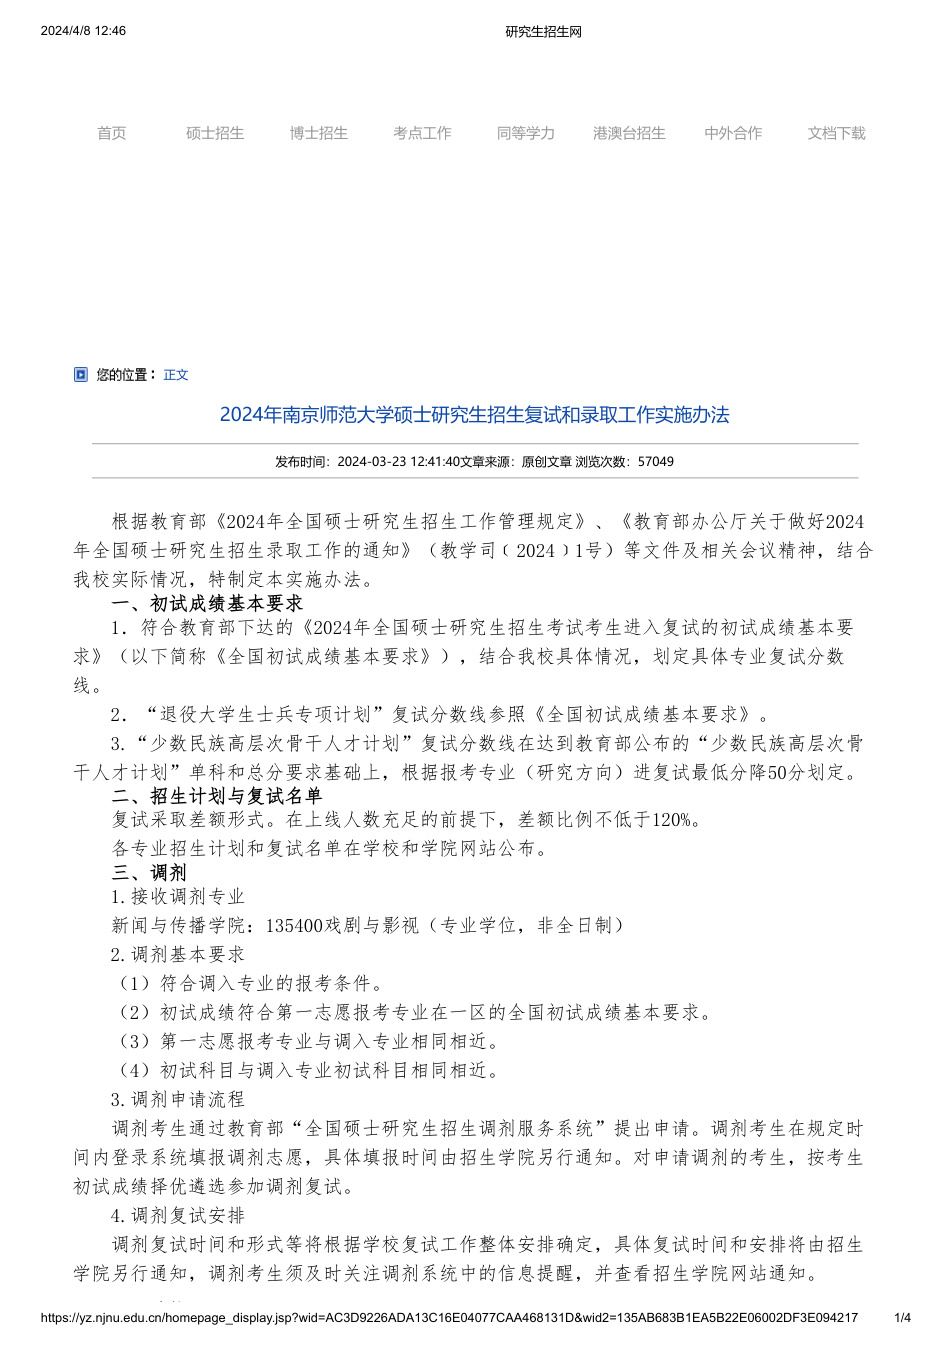 2024/4/8 12:46 研究生招生网
首页 硕士招生 博士招生 考点工作 同等学力 港澳台招生 中外合作 文档下载
您的位置： 正文
2024年南京师范大学硕士研究生招生复试和录取工作实施办法
发布时间：2024-03-23 12:41:40文章来源：原创文章 浏览次数：57049
根据教育部《2024年全国硕士研究生招生工作管理规定》、《教育部办公厅关于做好2024
年全国硕士研究生招生录取工作的通知》（教学司﹝2024﹞1号）等文件及相关会议精神，结合
我校实际情况，特制定本实施办法。
一、初试成绩基本要求
1．符合教育部下达的《2024年全国硕士研究生招生考试考生进入复试的初试成绩基本要
求》（以下简称《全国初试成绩基本要求》），结合我校具体情况，划定具体专业复试分数
线。
2．“退役大学生士兵专项计划”复试分数线参照《全国初试成绩基本要求》。
3.“少数民族高层次骨干人才计划”复试分数线在达到教育部公布的“少数民族高层次骨
干人才计划”单科和总分要求基础上，根据报考专业（研究方向）进复试最低分降50分划定。
二、招生计划与复试名单
复试采取差额形式。在上线人数充足的前提下，差额比例不低于120%。
各专业招生计划和复试名单在学校和学院网站公布。
三、调剂
1.接收调剂专业
新闻与传播学院：135400戏剧与影视（专业学位，非全日制）
2.调剂基本要求
（1）符合调入专业的报考条件。
（2）初试成绩符合第一志愿报考专业在一区的全国初试成绩基本要求。
（3）第一志愿报考专业与调入专业相同相近。
（4）初试科目与调入专业初试科目相同相近。
3.调剂申请流程
调剂考生通过教育部“全国硕士研究生招生调剂服务系统”提出申请。调剂考生在规定时
间内登录系统填报调剂志愿，具体填报时间由招生学院另行通知。对申请调剂的考生，按考生
初试成绩择优遴选参加调剂复试。
4.调剂复试安排
调剂复试时间和形式等将根据学校复试工作整体安排确定，具体复试时间和安排将由招生
学院另行通知，调剂考生须及时关注调剂系统中的信息提醒，并查看招生学院网站通知。
https://yz.njnu.edu.cn/homepage_display.jsp?wid=AC3D9226ADA13C16E04077CAA468131D&wid2=135AB683B1EA5B22E06002DF3E094217 1/4